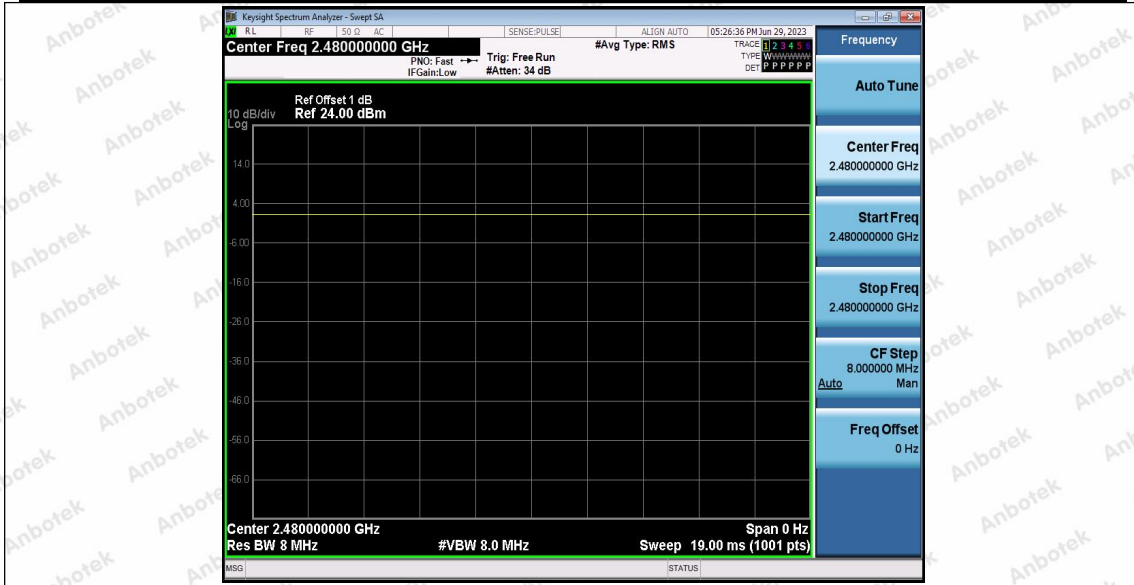 Keysight Spectrum Analyzer - Swept SA
LXI RL RF 50 Ω AC SENSE:PULSE ALIGN AUTO 05:26:36 PM Jun 29, 2023
Center Freq 2.480000000 GHz
#Avg Type: RMS
PNO: Fast
IFGain:Low
Trig: Free Run
#Atten: 34 dB
TRACE 1 2 3 4 5 6
TYPE WWWWWW
DET P P P P P P
Ref Offset 1 dB
10 dB/div Ref 24.00 dBm
Log
14.0
4.00
-6.00
-16.0
-26.0
-36.0
-46.0
-56.0
-66.0
Center 2.480000000 GHz Span 0 Hz
Res BW 8 MHz #VBW 8.0 MHz Sweep 19.00 ms (1001 pts)
MSG STATUS
Frequency
Auto Tune
Center Freq
2.480000000 GHz
Start Freq
2.480000000 GHz
Stop Freq
2.480000000 GHz
CF Step
8.000000 MHz
Auto Man
Freq Offset
0 Hz
Anbotek